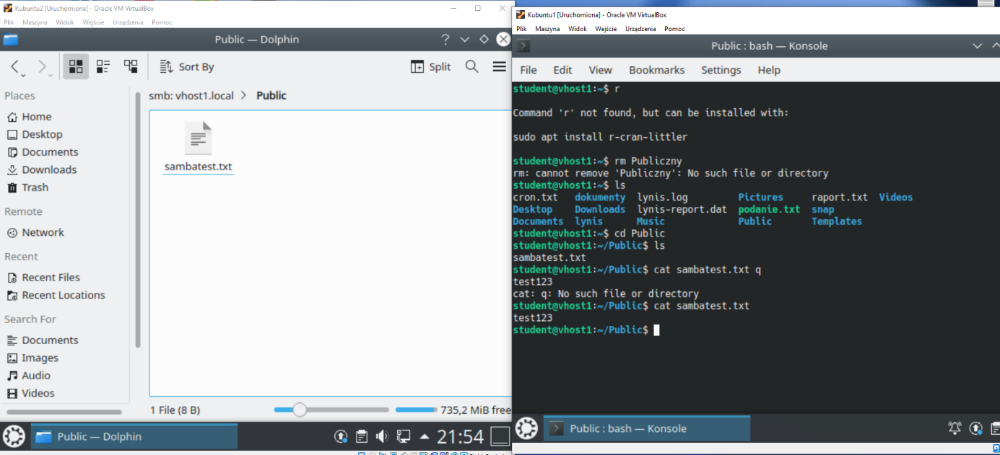 Kubuntu2 [Uruchomiona] - Oracle VM VirtualBox
Plik Maszyna Widok Wejście Urządzenia Pomoc
Public — Dolphin
Sort By
Split
Places
Home
Desktop
Documents
Downloads
Trash
Remote
Network
Recent
Recent Files
Recent Locations
Search For
Documents
Images
Audio
Videos
smb: vhost1.local > Public
sambatest.txt
1 File (8 B)
735,2 MiB free
Public — Dolphin
21:54
Kubuntu1 [Uruchomiona] - Oracle VM VirtualBox
Plik Maszyna Widok Wejście Urządzenia Pomoc
Public : bash — Konsole
File Edit View Bookmarks Settings Help
student@vhost1:~$ r
Command 'r' not found, but can be installed with:
sudo apt install r-cran-littler
student@vhost1:~$ rm Publiczny
rm: cannot remove 'Publiczny': No such file or directory
student@vhost1:~$ ls
cron.txt dokumenty lynis.log Pictures raport.txt Videos
Desktop Downloads lynis-report.dat podanie.txt snap
Documents lynis Music Public Templates
student@vhost1:~$ cd Public
student@vhost1:~/Public$ ls
sambatest.txt
student@vhost1:~/Public$ cat sambatest.txt q
test123
cat: q: No such file or directory
student@vhost1:~/Public$ cat sambatest.txt
test123
student@vhost1:~/Public$
Public : bash — Konsole